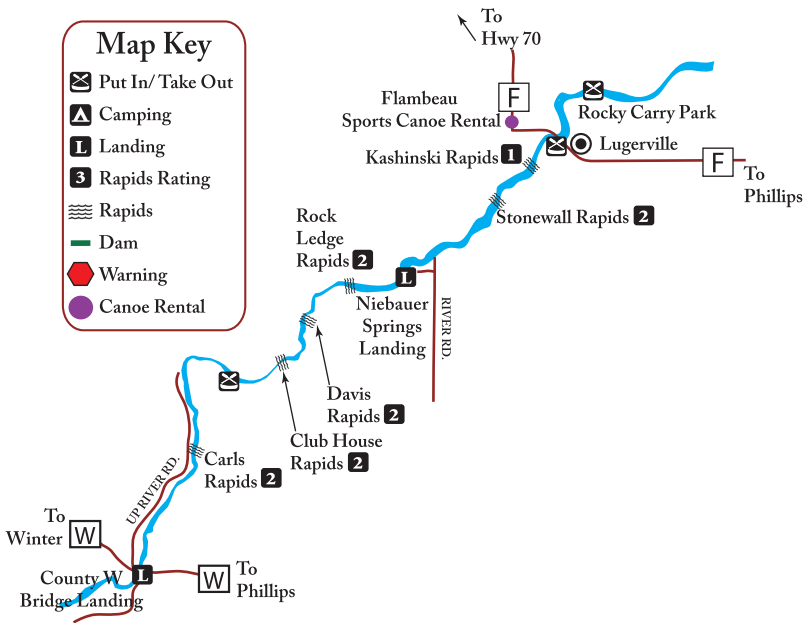 Map Key
Put In/ Take Out
Camping
L Landing
3 Rapids Rating
Rapids
Dam
Warning
Canoe Rental
To
Hwy 70
F
Flambeau
Sports Canoe Rental
Rocky Carry Park
Lugerville
Kashinski Rapids 1
F
To
Phillips
Stonewall Rapids 2
Rock
Ledge
Rapids 2
L
Niebauer
Springs
Landing
RIVER RD.
Davis
Rapids 2
Club House
Rapids 2
Carls
Rapids 2
UP RIVER RD.
To
Winter
W
County W
Bridge Landing
L
W
To
Phillips